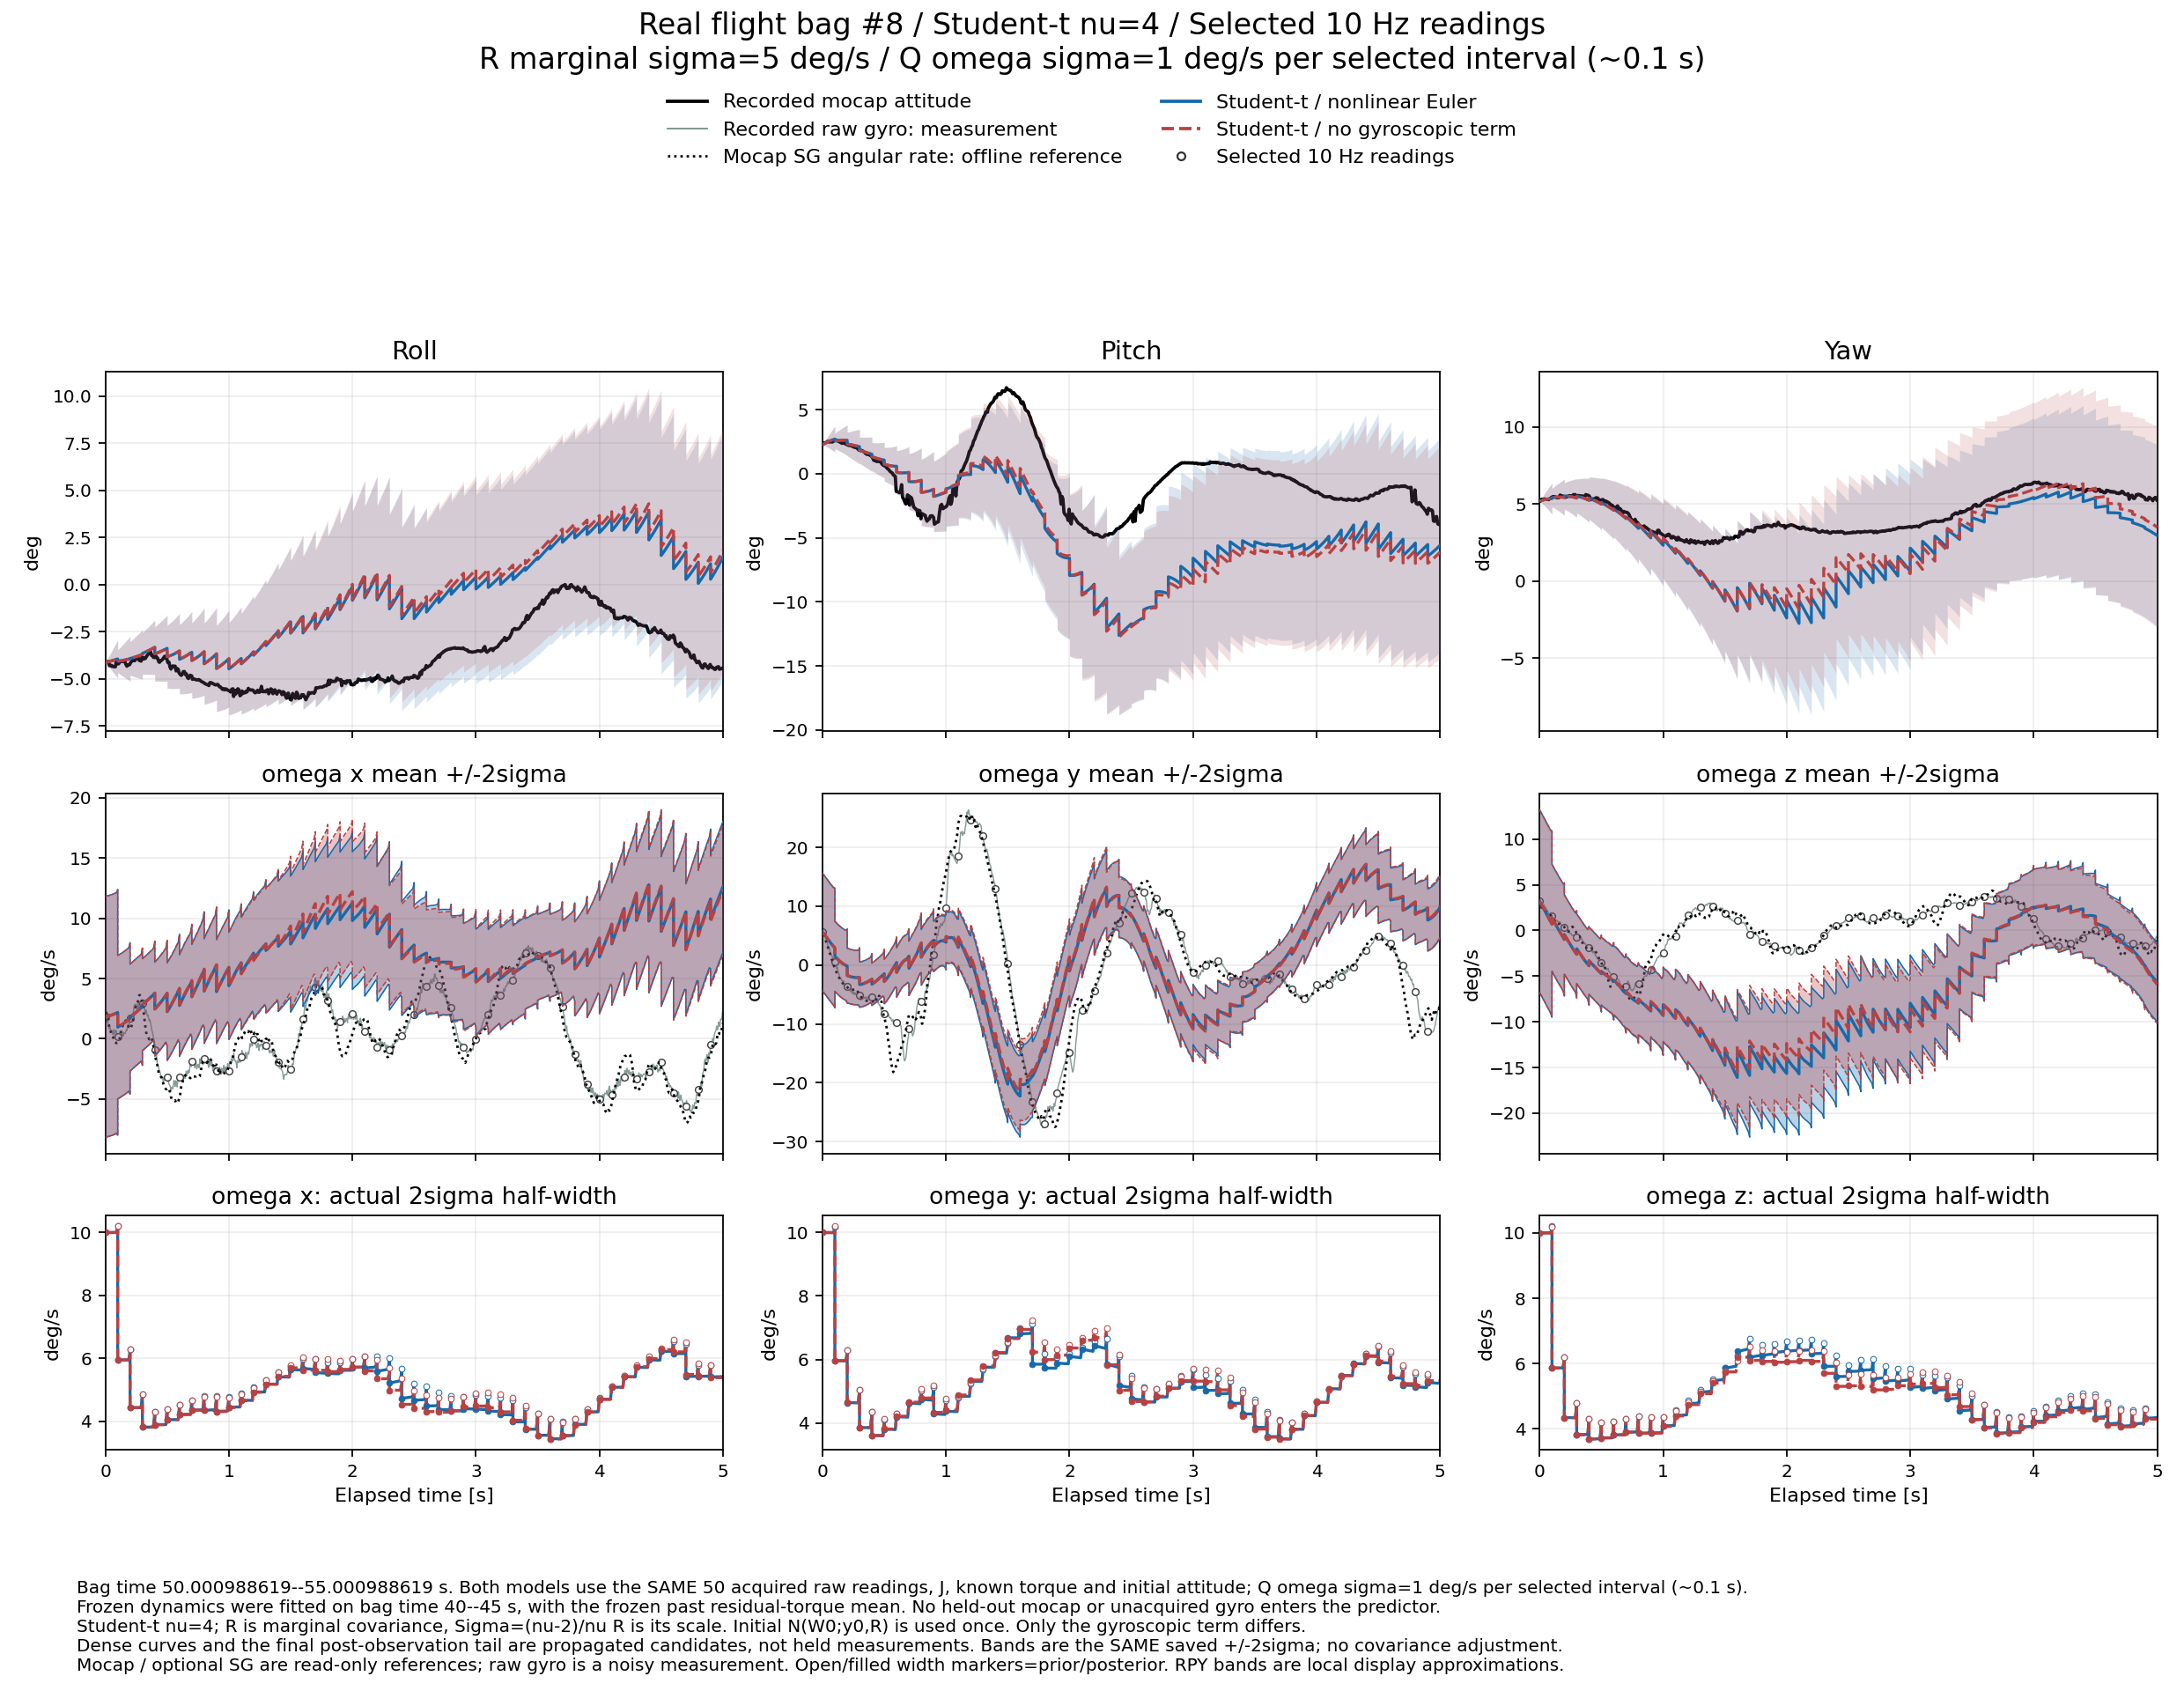 Real flight bag #8 / Student-t nu=4 / Selected 10 Hz readings
R marginal sigma=5 deg/s / Q omega sigma=1 deg/s per selected interval (~0.1 s)
Recorded mocap attitude
Recorded raw gyro: measurement
Mocap SG angular rate: offline reference
Student-t / nonlinear Euler
Student-t / no gyroscopic term
Selected 10 Hz readings
Roll
10.0
7.5
5.0
2.5
0.0
−2.5
−5.0
−7.5
deg
Pitch
5
0
−5
−10
−15
−20
deg
Yaw
10
5
0
−5
deg
omega x mean +/-2sigma
20
15
10
5
0
−5
deg/s
omega y mean +/-2sigma
20
10
0
−10
−20
−30
deg/s
omega z mean +/-2sigma
10
5
0
−5
−10
−15
−20
deg/s
omega x: actual 2sigma half-width
10
8
6
4
deg/s
0 1 2 3 4 5
Elapsed time [s]
omega y: actual 2sigma half-width
10
8
6
4
deg/s
0 1 2 3 4 5
Elapsed time [s]
omega z: actual 2sigma half-width
10
8
6
4
deg/s
0 1 2 3 4 5
Elapsed time [s]
Bag time 50.000988619--55.000988619 s. Both models use the SAME 50 acquired raw readings, J, known torque and initial attitude; Q omega sigma=1 deg/s per selected interval (~0.1 s).
Frozen dynamics were fitted on bag time 40--45 s, with the frozen past residual-torque mean. No held-out mocap or unacquired gyro enters the predictor.
Student-t nu=4; R is marginal covariance, Sigma=(nu-2)/nu R is its scale. Initial N(W0;y0,R) is used once. Only the gyroscopic term differs.
Dense curves and the final post-observation tail are propagated candidates, not held measurements. Bands are the SAME saved +/-2sigma; no covariance adjustment.
Mocap / optional SG are read-only references; raw gyro is a noisy measurement. Open/filled width markers=prior/posterior. RPY bands are local display approximations.